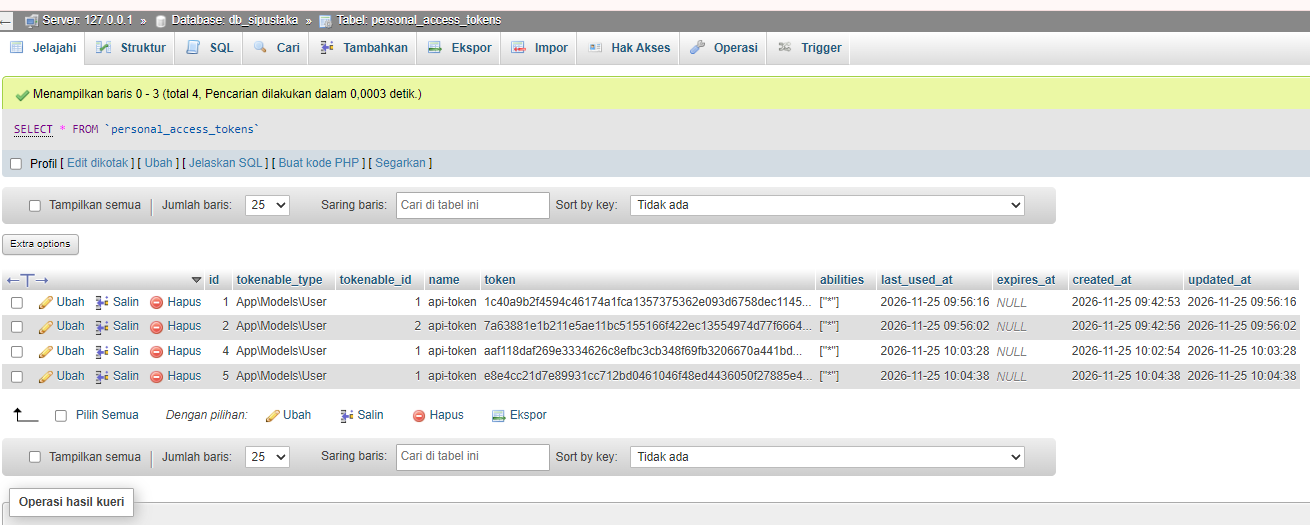 Server: 127.0.0.1 » Database: db_sipustaka » Tabel: personal_access_tokens
Jelajahi Struktur SQL Cari Tambahkan Ekspor Impor Hak Akses Operasi Trigger
Menampilkan baris 0 - 3 (total 4, Pencarian dilakukan dalam 0,0003 detik.)
SELECT * FROM `personal_access_tokens`
Profil [ Edit dikotak ] [ Ubah ] [ Jelaskan SQL ] [ Buat kode PHP ] [ Segarkan ]
Tampilkan semua | Jumlah baris: 25 Saring baris: Cari di tabel ini Sort by key: Tidak ada
Extra options
←T→ id tokenable_type tokenable_id name token abilities last_used_at expires_at created_at updated_at
Ubah Salin Hapus 1 App\Models\User 1 api-token 1c40a9b2f4594c46174a1fca1357375362e093d6758dec1145... ["*"] 2026-11-25 09:56:16 NULL 2026-11-25 09:42:53 2026-11-25 09:56:16
Ubah Salin Hapus 2 App\Models\User 2 api-token 7a63881e1b211e5ae11bc5155166f422ec13554974d77f6664... ["*"] 2026-11-25 09:56:02 NULL 2026-11-25 09:42:56 2026-11-25 09:56:02
Ubah Salin Hapus 4 App\Models\User 1 api-token aaf118daf269e3334626c8efbc3cb348f69fb3206670a441bd... ["*"] 2026-11-25 10:03:28 NULL 2026-11-25 10:02:54 2026-11-25 10:03:28
Ubah Salin Hapus 5 App\Models\User 1 api-token e8e4cc21d7e89931cc712bd0461046f48ed4436050f27885e4... ["*"] 2026-11-25 10:04:38 NULL 2026-11-25 10:04:38 2026-11-25 10:04:38
Pilih Semua Dengan pilihan: Ubah Salin Hapus Ekspor
Tampilkan semua | Jumlah baris: 25 Saring baris: Cari di tabel ini Sort by key: Tidak ada
Operasi hasil kueri